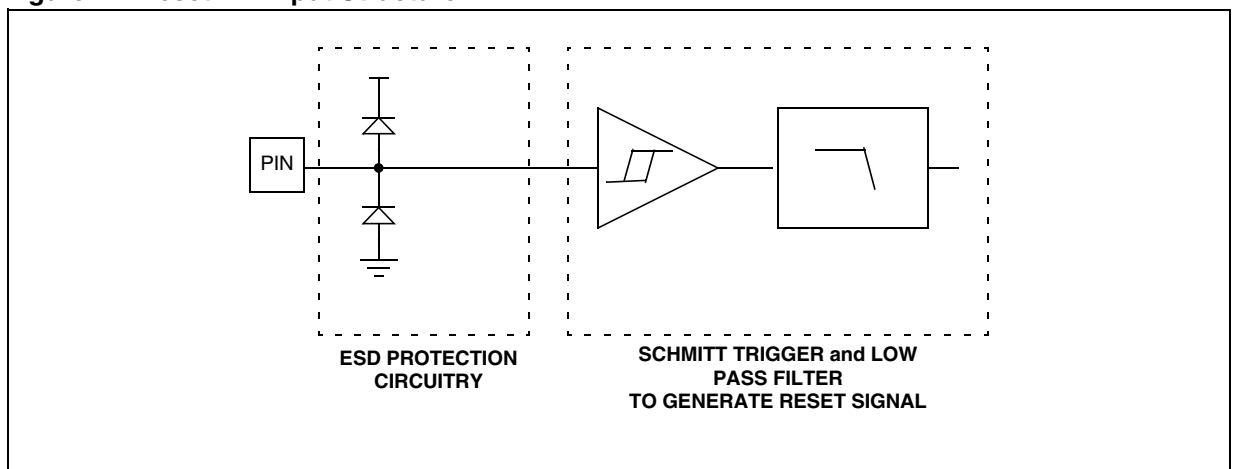 PIN
ESD PROTECTION
CIRCUITRY
SCHMITT TRIGGER and LOW
PASS FILTER
TO GENERATE RESET SIGNAL